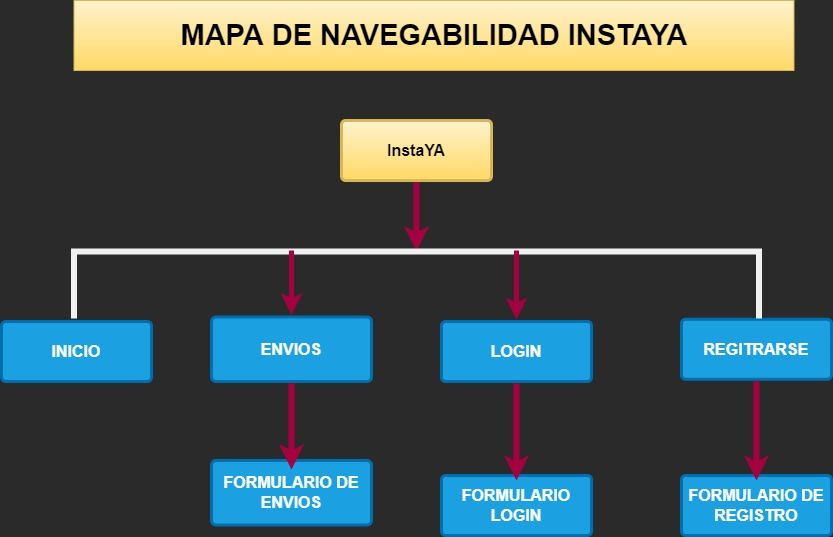 MAPA DE NAVEGABILIDAD INSTAYA
InstaYA
INICIO
ENVIOS
LOGIN
REGITRARSE
FORMULARIO DE
ENVIOS
FORMULARIO
LOGIN
FORMULARIO DE
REGISTRO